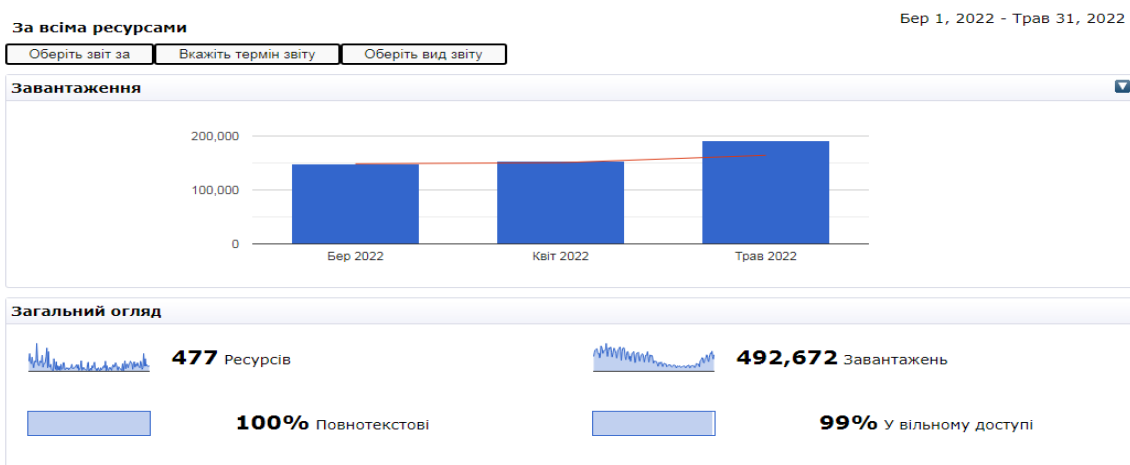 Бер 1, 2022 - Трав 31, 2022
За всіма ресурсами
Оберіть звіт за Вкажіть термін звіту Оберіть вид звіту
Завантаження
200,000
100,000
0
Бер 2022 Квіт 2022 Трав 2022
Загальний огляд
477 Ресурсів 492,672 Завантажень
100% Повнотекстові 99% У вільному доступі